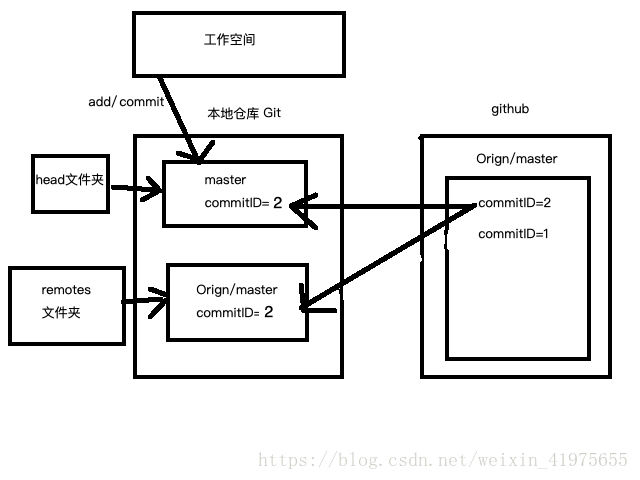 工作空间
add/commit
本地仓库 Git
github
head文件夹
master
commitID= 2
Orign/master
commitID=2
commitID=1
remotes
文件夹
Orign/master
commitID= 2
https://blog.csdn.net/weixin_41975655